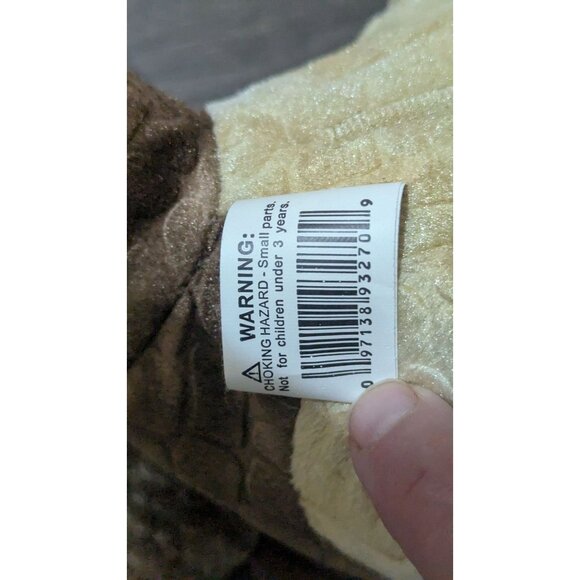 WARNING:
CHOKING HAZARD - Small parts.
Not for children under 3 years.
0 97138 93270 9